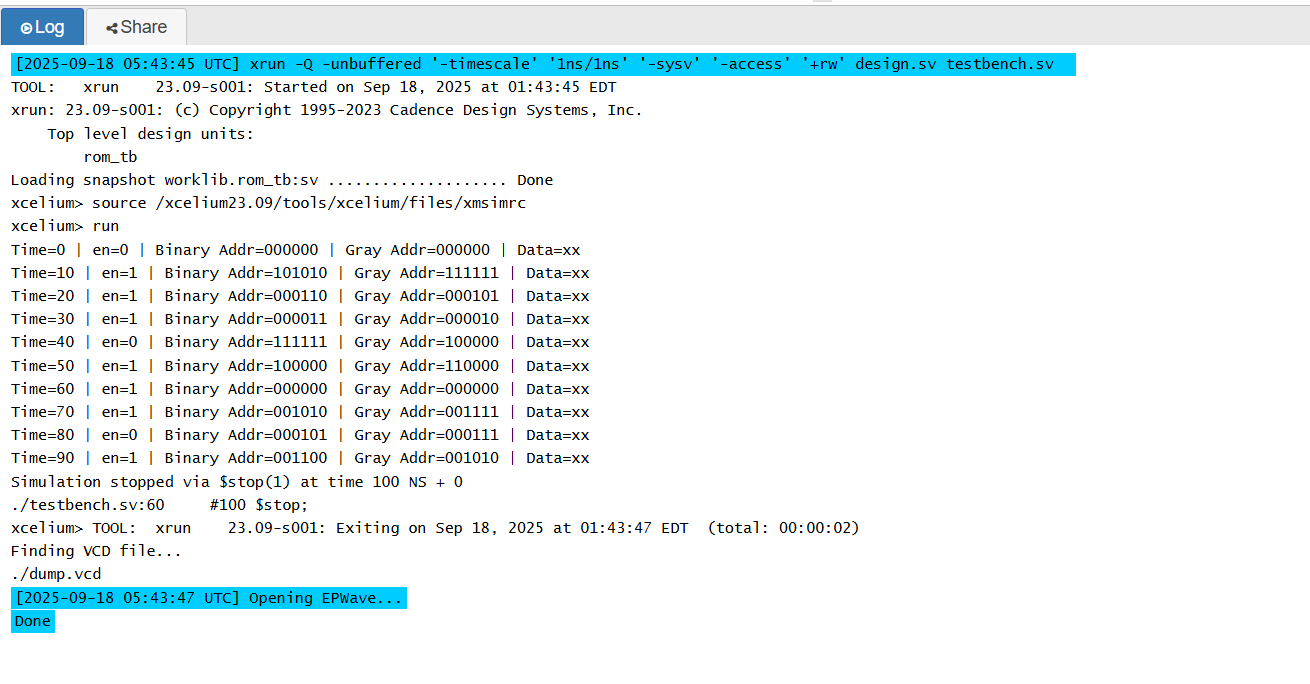 Log
Share
[2025-09-18 05:43:45 UTC] xrun -Q -unbuffered '-timescale' '1ns/1ns' '-sysv' '-access' '+rw' design.sv testbench.sv
TOOL:   xrun    23.09-s001: Started on Sep 18, 2025 at 01:43:45 EDT
xrun: 23.09-s001: (c) Copyright 1995-2023 Cadence Design Systems, Inc.
    Top level design units:
        rom_tb
Loading snapshot worklib.rom_tb:sv .................... Done
xcelium> source /xcelium23.09/tools/xcelium/files/xmsimrc
xcelium> run
Time=0 | en=0 | Binary Addr=000000 | Gray Addr=000000 | Data=xx
Time=10 | en=1 | Binary Addr=101010 | Gray Addr=111111 | Data=xx
Time=20 | en=1 | Binary Addr=000110 | Gray Addr=000101 | Data=xx
Time=30 | en=1 | Binary Addr=000011 | Gray Addr=000010 | Data=xx
Time=40 | en=0 | Binary Addr=111111 | Gray Addr=100000 | Data=xx
Time=50 | en=1 | Binary Addr=100000 | Gray Addr=110000 | Data=xx
Time=60 | en=1 | Binary Addr=000000 | Gray Addr=000000 | Data=xx
Time=70 | en=1 | Binary Addr=001010 | Gray Addr=001111 | Data=xx
Time=80 | en=0 | Binary Addr=000101 | Gray Addr=000111 | Data=xx
Time=90 | en=1 | Binary Addr=001100 | Gray Addr=001010 | Data=xx
Simulation stopped via $stop(1) at time 100 NS + 0
./testbench.sv:60     #100 $stop;
xcelium> TOOL:  xrun    23.09-s001: Exiting on Sep 18, 2025 at 01:43:47 EDT  (total: 00:00:02)
Finding VCD file...
./dump.vcd
[2025-09-18 05:43:47 UTC] Opening EPWave...
Done